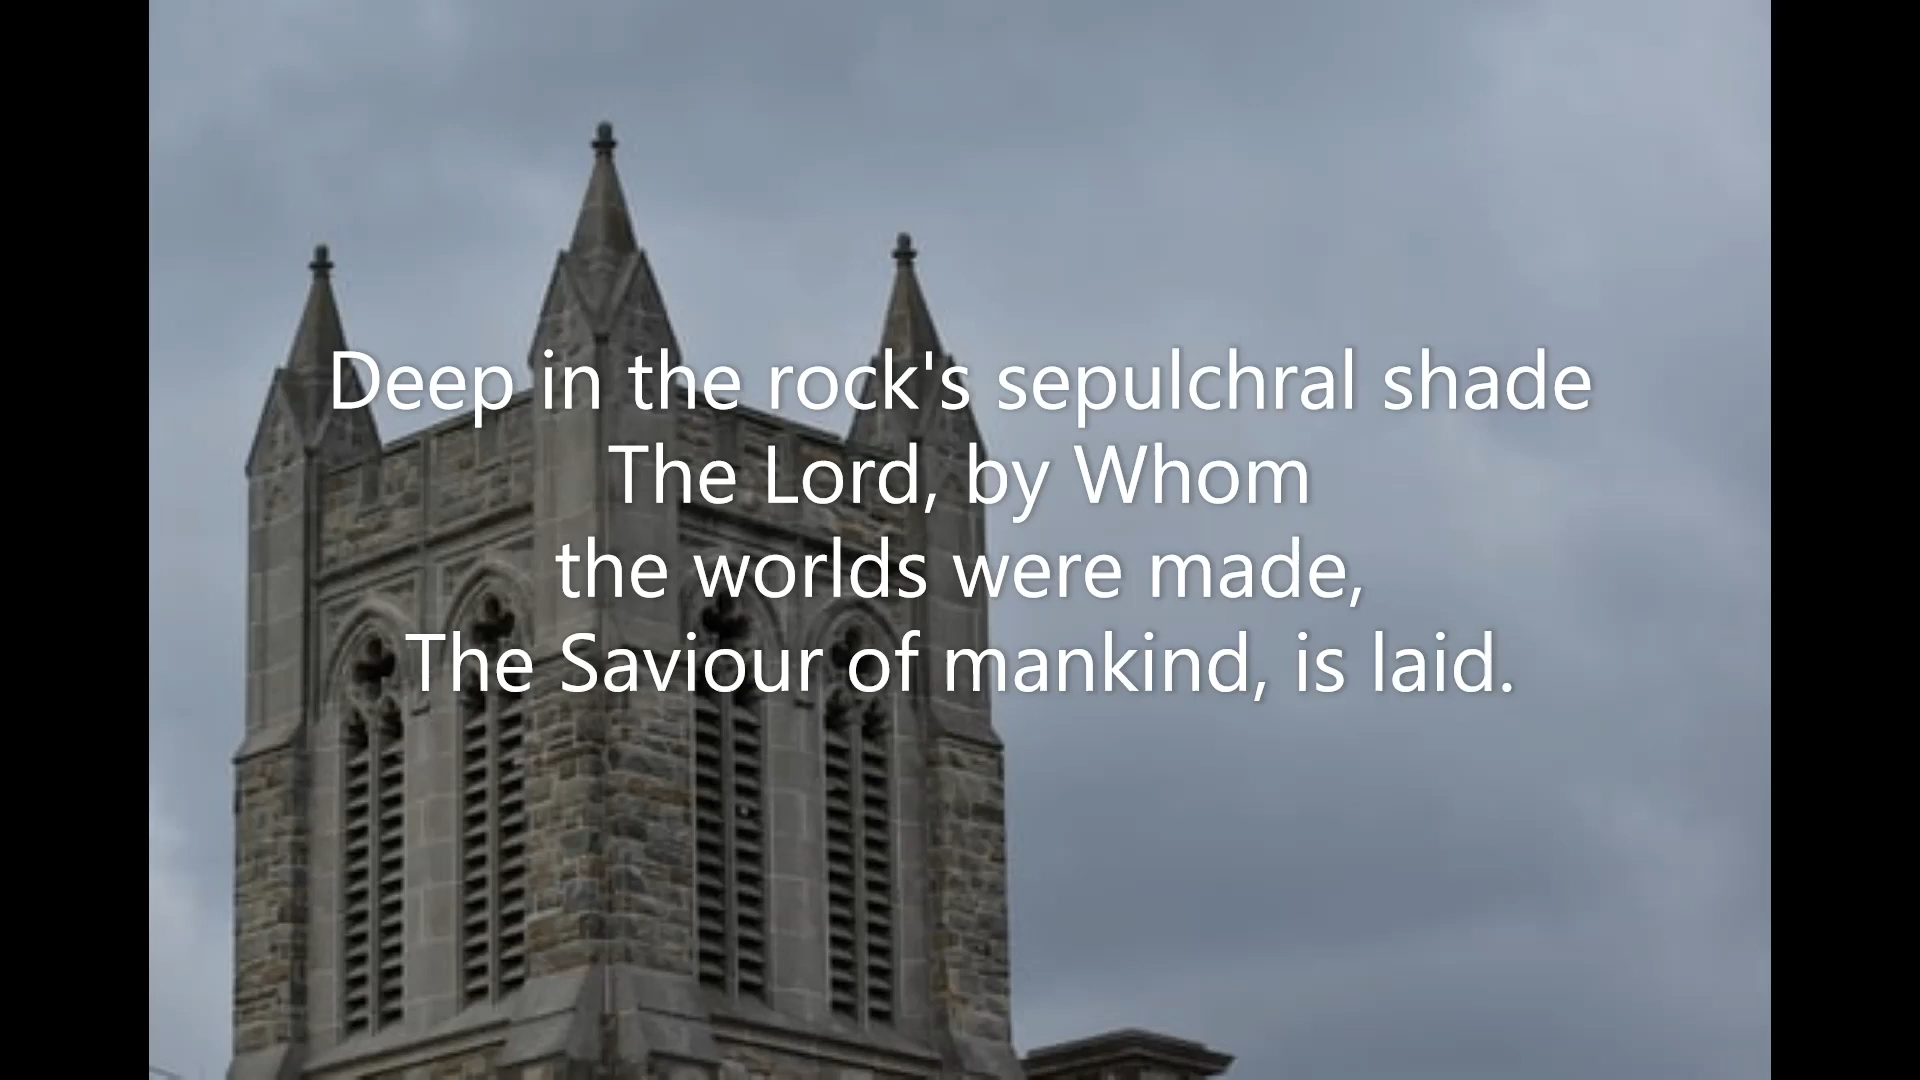 Deep in the rock's sepulchral shade
The Lord, by Whom
the worlds were made,
The Saviour of mankind, is laid.